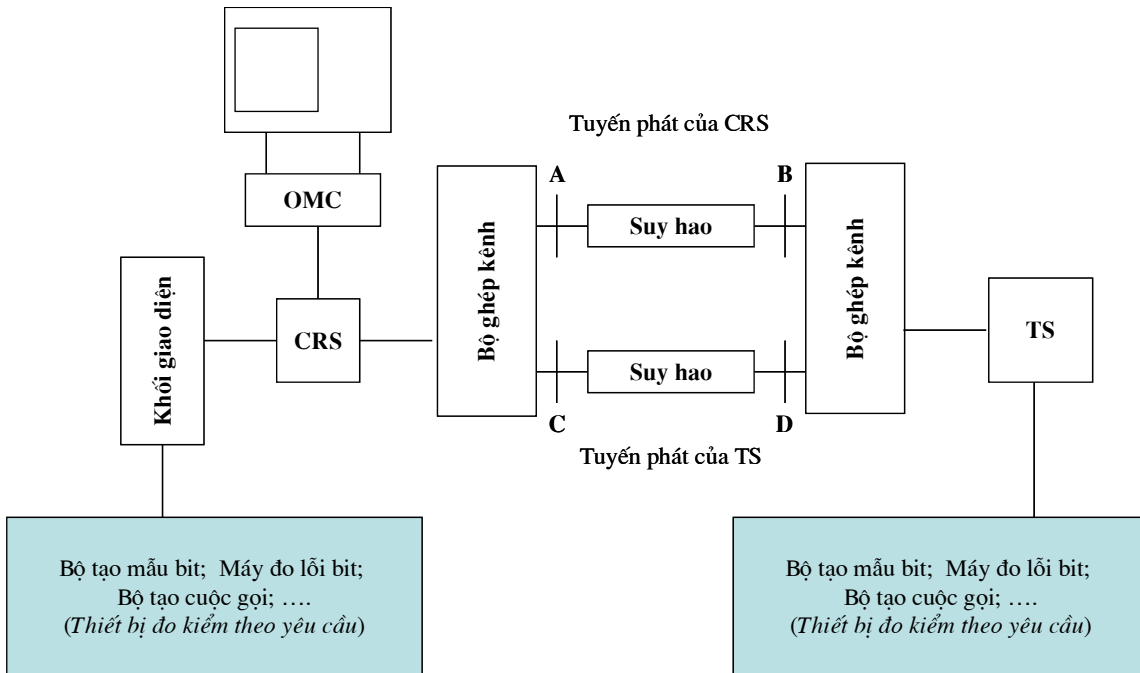 Tuyến phát của CRS
A
B
OMC
Suy hao
Bộ ghép kênh
Bộ ghép kênh
Khối giao diện
CRS
TS
Suy hao
C
D
Tuyến phát của TS
Bộ tạo mẫu bit; Máy đo lỗi bit;
Bộ tạo cuộc gọi; ….
(Thiết bị đo kiểm theo yêu cầu)
Bộ tạo mẫu bit; Máy đo lỗi bit;
Bộ tạo cuộc gọi; ….
(Thiết bị đo kiểm theo yêu cầu)